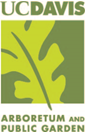 UCDAVIS
ARBORETUM AND
PUBLIC GARDEN